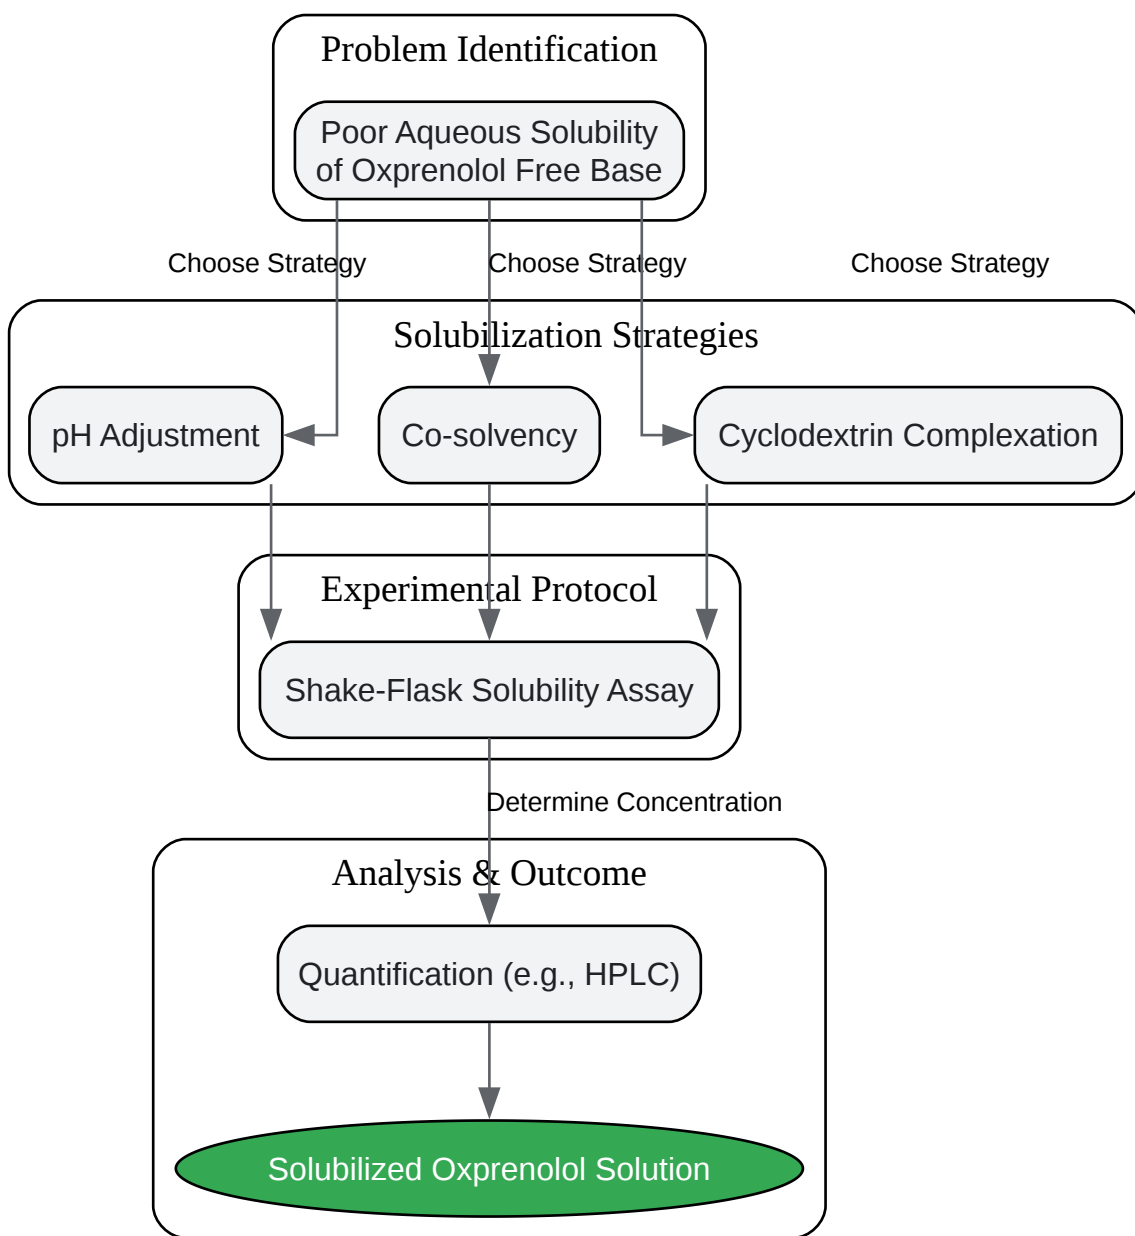 Problem Identification
Poor Aqueous Solubility
of Oxprenolol Free Base
Choose Strategy
Choose Strategy
Choose Strategy
Solubilization Strategies
pH Adjustment
Co-solvency
Cyclodextrin Complexation
Experimental Protocol
Shake-Flask Solubility Assay
Determine Concentration
Analysis & Outcome
Quantification (e.g., HPLC)
Solubilized Oxprenolol Solution